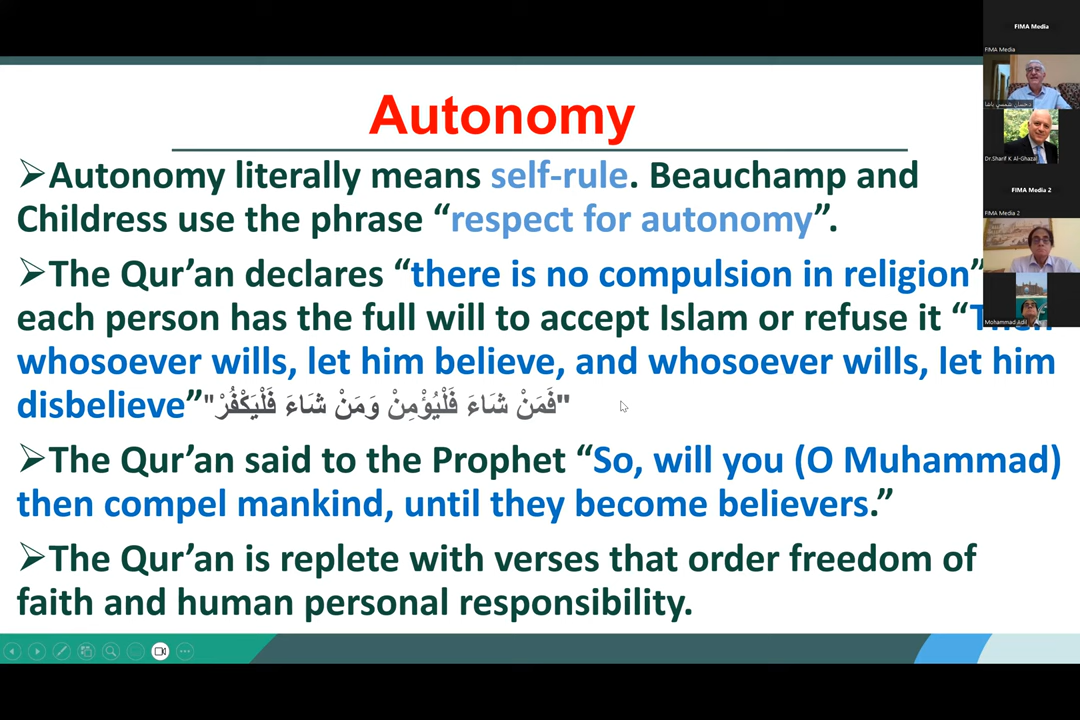 Autonomy
➢Autonomy literally means self-rule. Beauchamp and
Childress use the phrase “respect for autonomy”.
➢The Qur’an declares “there is no compulsion in religion”
each person has the full will to accept Islam or refuse it “Then
whosoever wills, let him believe, and whosoever wills, let him
disbelieve” "فَمَنْ شَاءَ فَلْيُؤْمِنْ وَمَنْ شَاءَ فَلْيَكْفُرْ"
➢The Qur’an said to the Prophet “So, will you (O Muhammad)
then compel mankind, until they become believers.”
➢The Qur’an is replete with verses that order freedom of
faith and human personal responsibility.
FIMA Media
FIMA Media
د.حسان شمسي باشا
Dr.Sharif K Al-Ghazal
FIMA Media 2
FIMA Media 2
Mohammad Adil